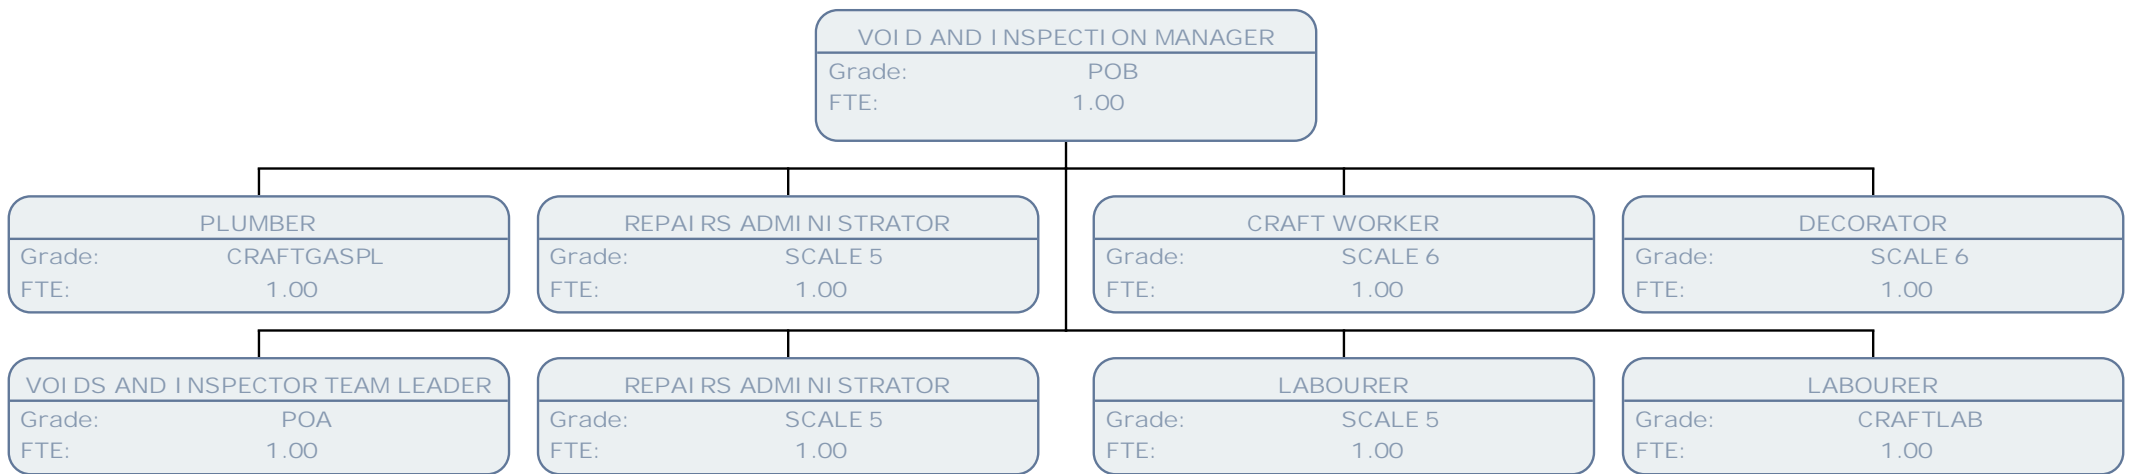 VOID AND INSPECTION MANAGER
Grade: POB
FTE: 1.00
PLUMBER
Grade: CRAFTGASPL
FTE: 1.00
REPAIRS ADMINISTRATOR
Grade: SCALE 5
FTE: 1.00
CRAFT WORKER
Grade: SCALE 6
FTE: 1.00
DECORATOR
Grade: SCALE 6
FTE: 1.00
VOIDS AND INSPECTOR TEAM LEADER
Grade: POA
FTE: 1.00
REPAIRS ADMINISTRATOR
Grade: SCALE 5
FTE: 1.00
LABOURER
Grade: SCALE 5
FTE: 1.00
LABOURER
Grade: CRAFTLAB
FTE: 1.00